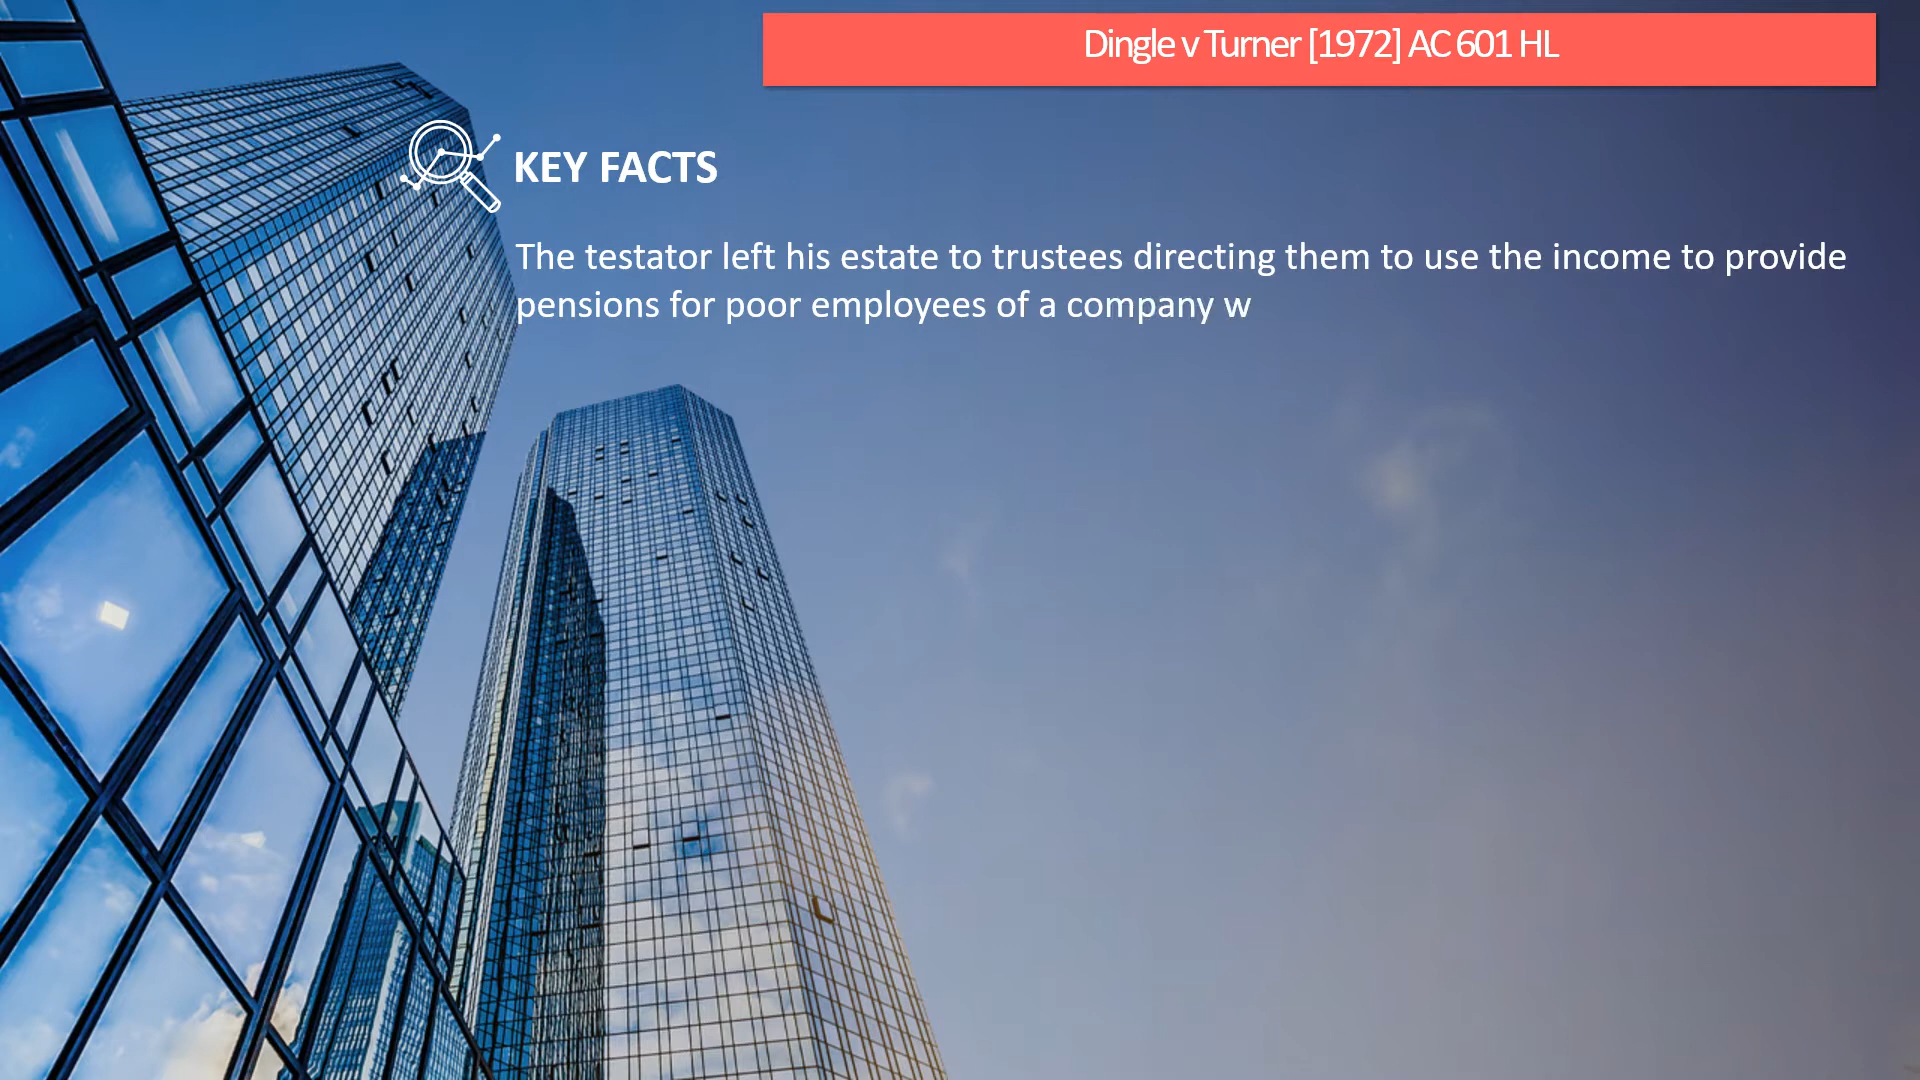 Dingle v Turner [1972] AC 601 HL
KEY FACTS
The testator left his estate to trustees directing them to use the income to provide
pensions for poor employees of a company w